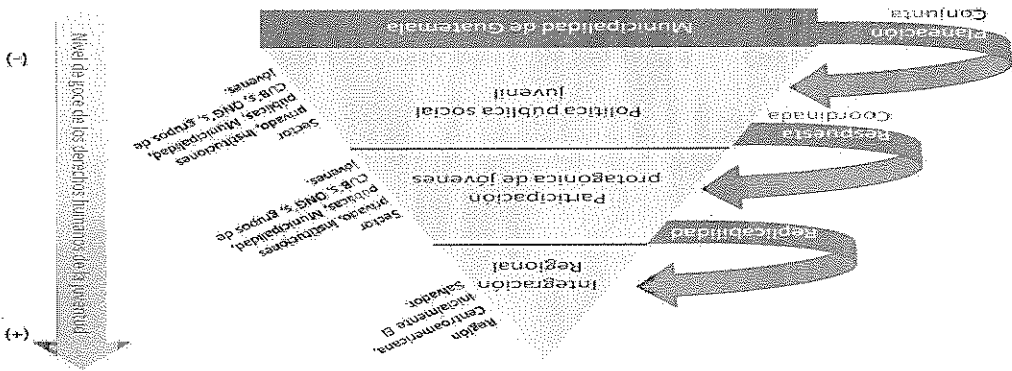 (+)
Región
Centroamericana,
inicialmente El
Salvador.
Integración
Regional
Replicabilidad
Sector
privado, Instituciones
públicas, Municipalidad,
CUB's, ONG's, grupos de
jóvenes.
Participación
protagonica de jóvenes
Respuesta
Coordinada
Sector
privado, Instituciones
públicas, Municipalidad,
CUB's, ONG's, grupos de
jóvenes.
Política pública social
juvenil
Planeación
Conjunta
Municipalidad de Guatemala
(-)
Nivel de goce de los derechos humanos de la juventud